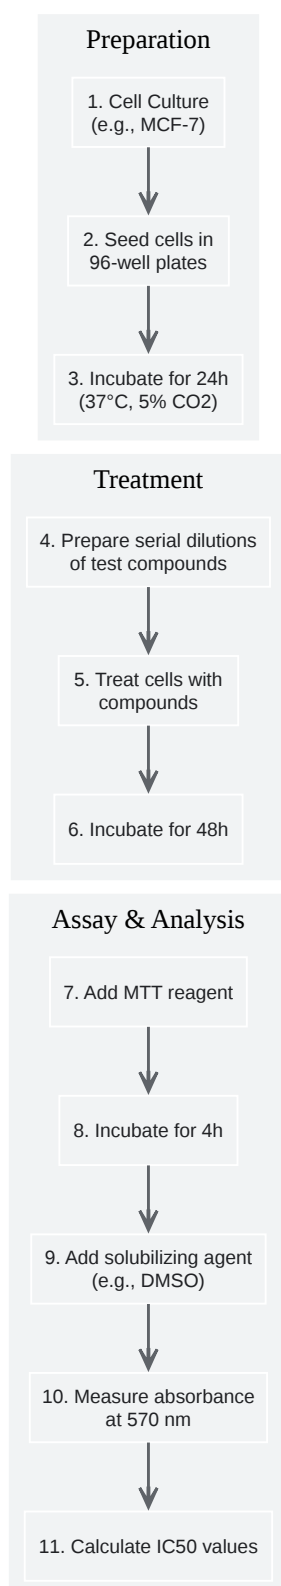 Preparation
1. Cell Culture
(e.g., MCF-7)
2. Seed cells in
96-well plates
3. Incubate for 24h
(37°C, 5% CO2)
Treatment
4. Prepare serial dilutions
of test compounds
5. Treat cells with
compounds
6. Incubate for 48h
Assay & Analysis
7. Add MTT reagent
8. Incubate for 4h
9. Add solubilizing agent
(e.g., DMSO)
10. Measure absorbance
at 570 nm
11. Calculate IC50 values